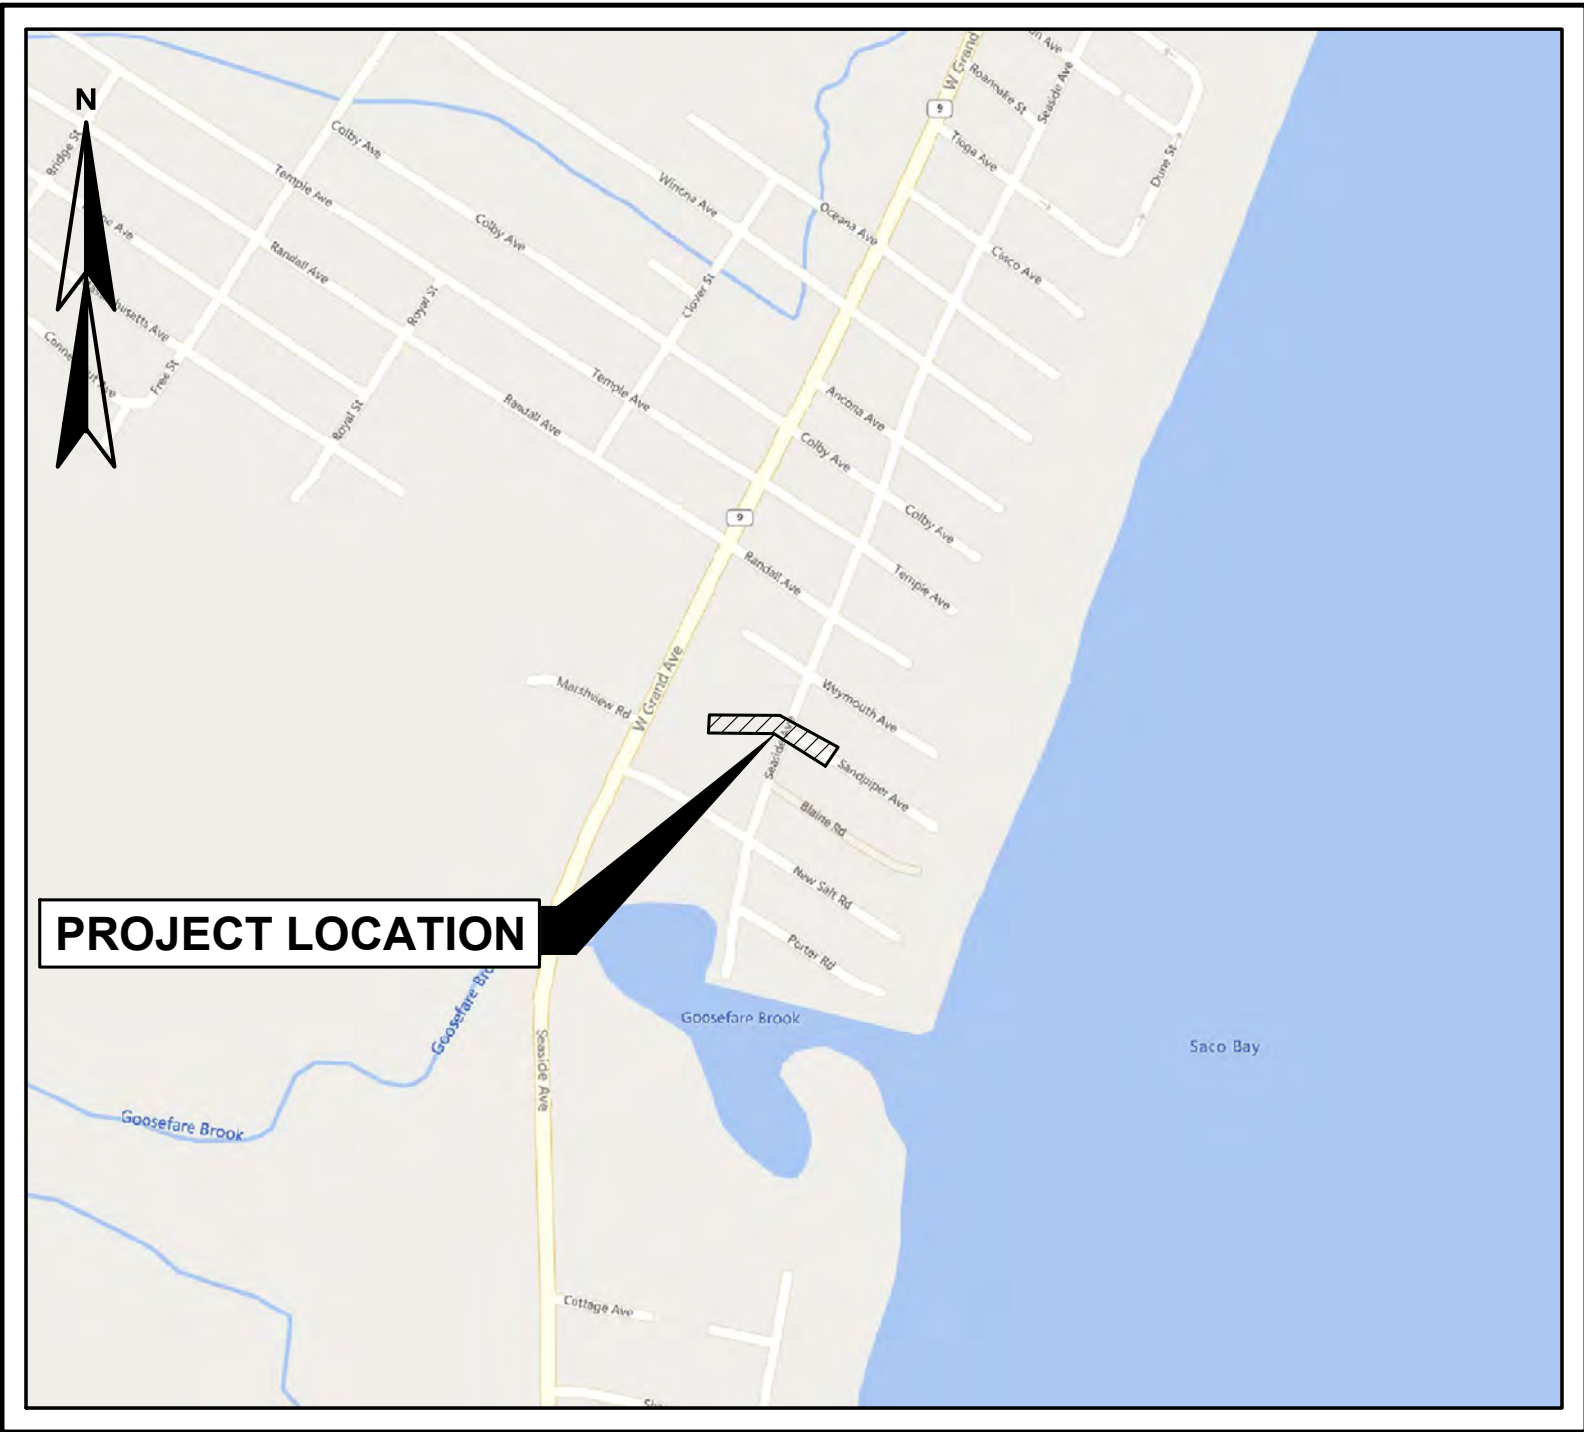 W Grand
Roanoke St
Seaside Ave
9
N
Tioga Ave
Dune St
Bridge St
Colby Ave
Temple Ave
Winona Ave
Oceana Ave
Colby Ave
Cisco Ave
Randall Ave
Royal St
Clover St
Free St
Temple Ave
Randall Ave
Ancona Ave
Royal St
Colby Ave
Colby Ave
9
Randall Ave
Temple Ave
Marshview Rd
W Grand Ave
Weymouth Ave
Seaside Ave
Sandpiper Ave
Blaine Rd
New Salt Rd
PROJECT LOCATION
Porter Rd
Goosefare Bro
Goosefare Brook
Saco Bay
Seaside Ave
Goosefare Brook
Cottage Ave